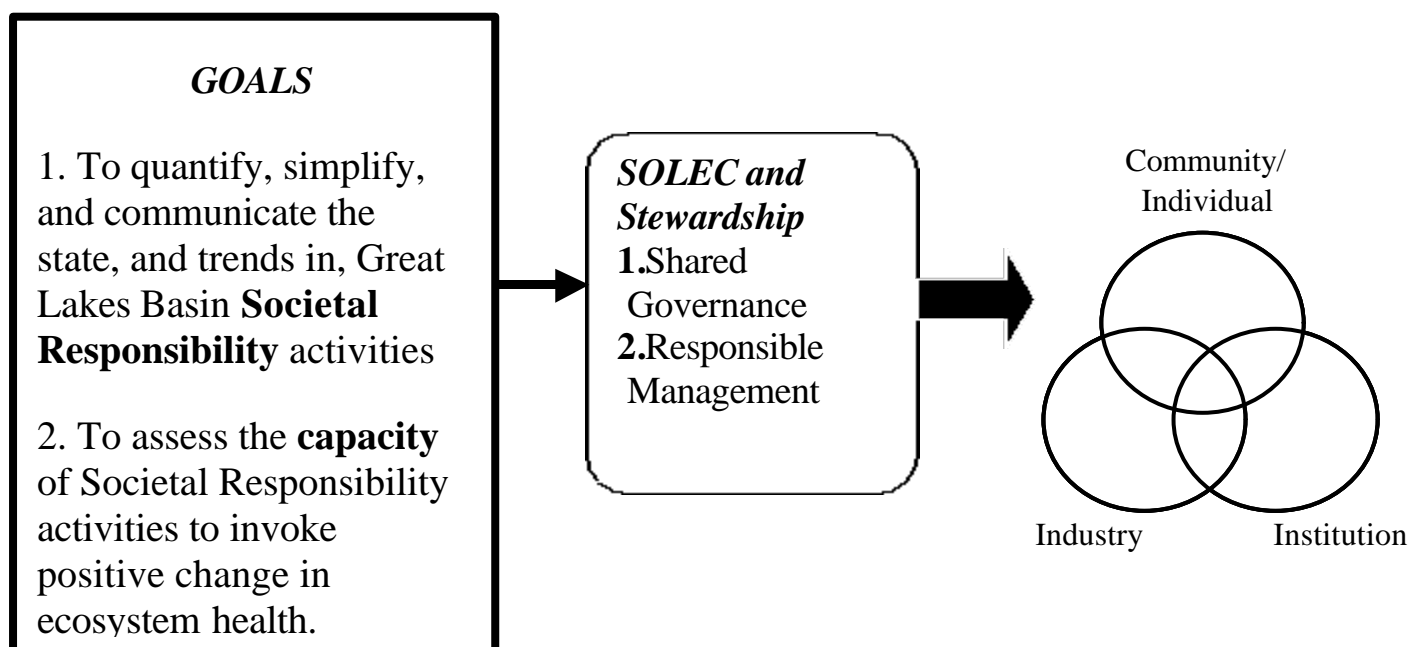 GOALS
1. To quantify, simplify,
and communicate the
state, and trends in, Great
Lakes Basin Societal
Responsibility activities
2. To assess the capacity
of Societal Responsibility
activities to invoke
positive change in
ecosystem health.
SOLEC and
Stewardship
1.Shared
Governance
2.Responsible
Management
Community/
Individual
Industry
Institution